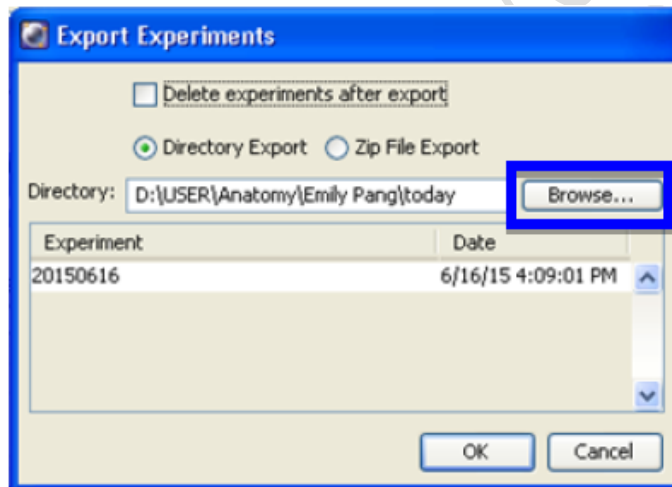 Export Experiments
Delete experiments after export
Directory Export Zip File Export
Directory: D:\USER\Anatomy\Emily Pang\today Browse...
Experiment Date
20150616 6/16/15 4:09:01 PM
OK Cancel